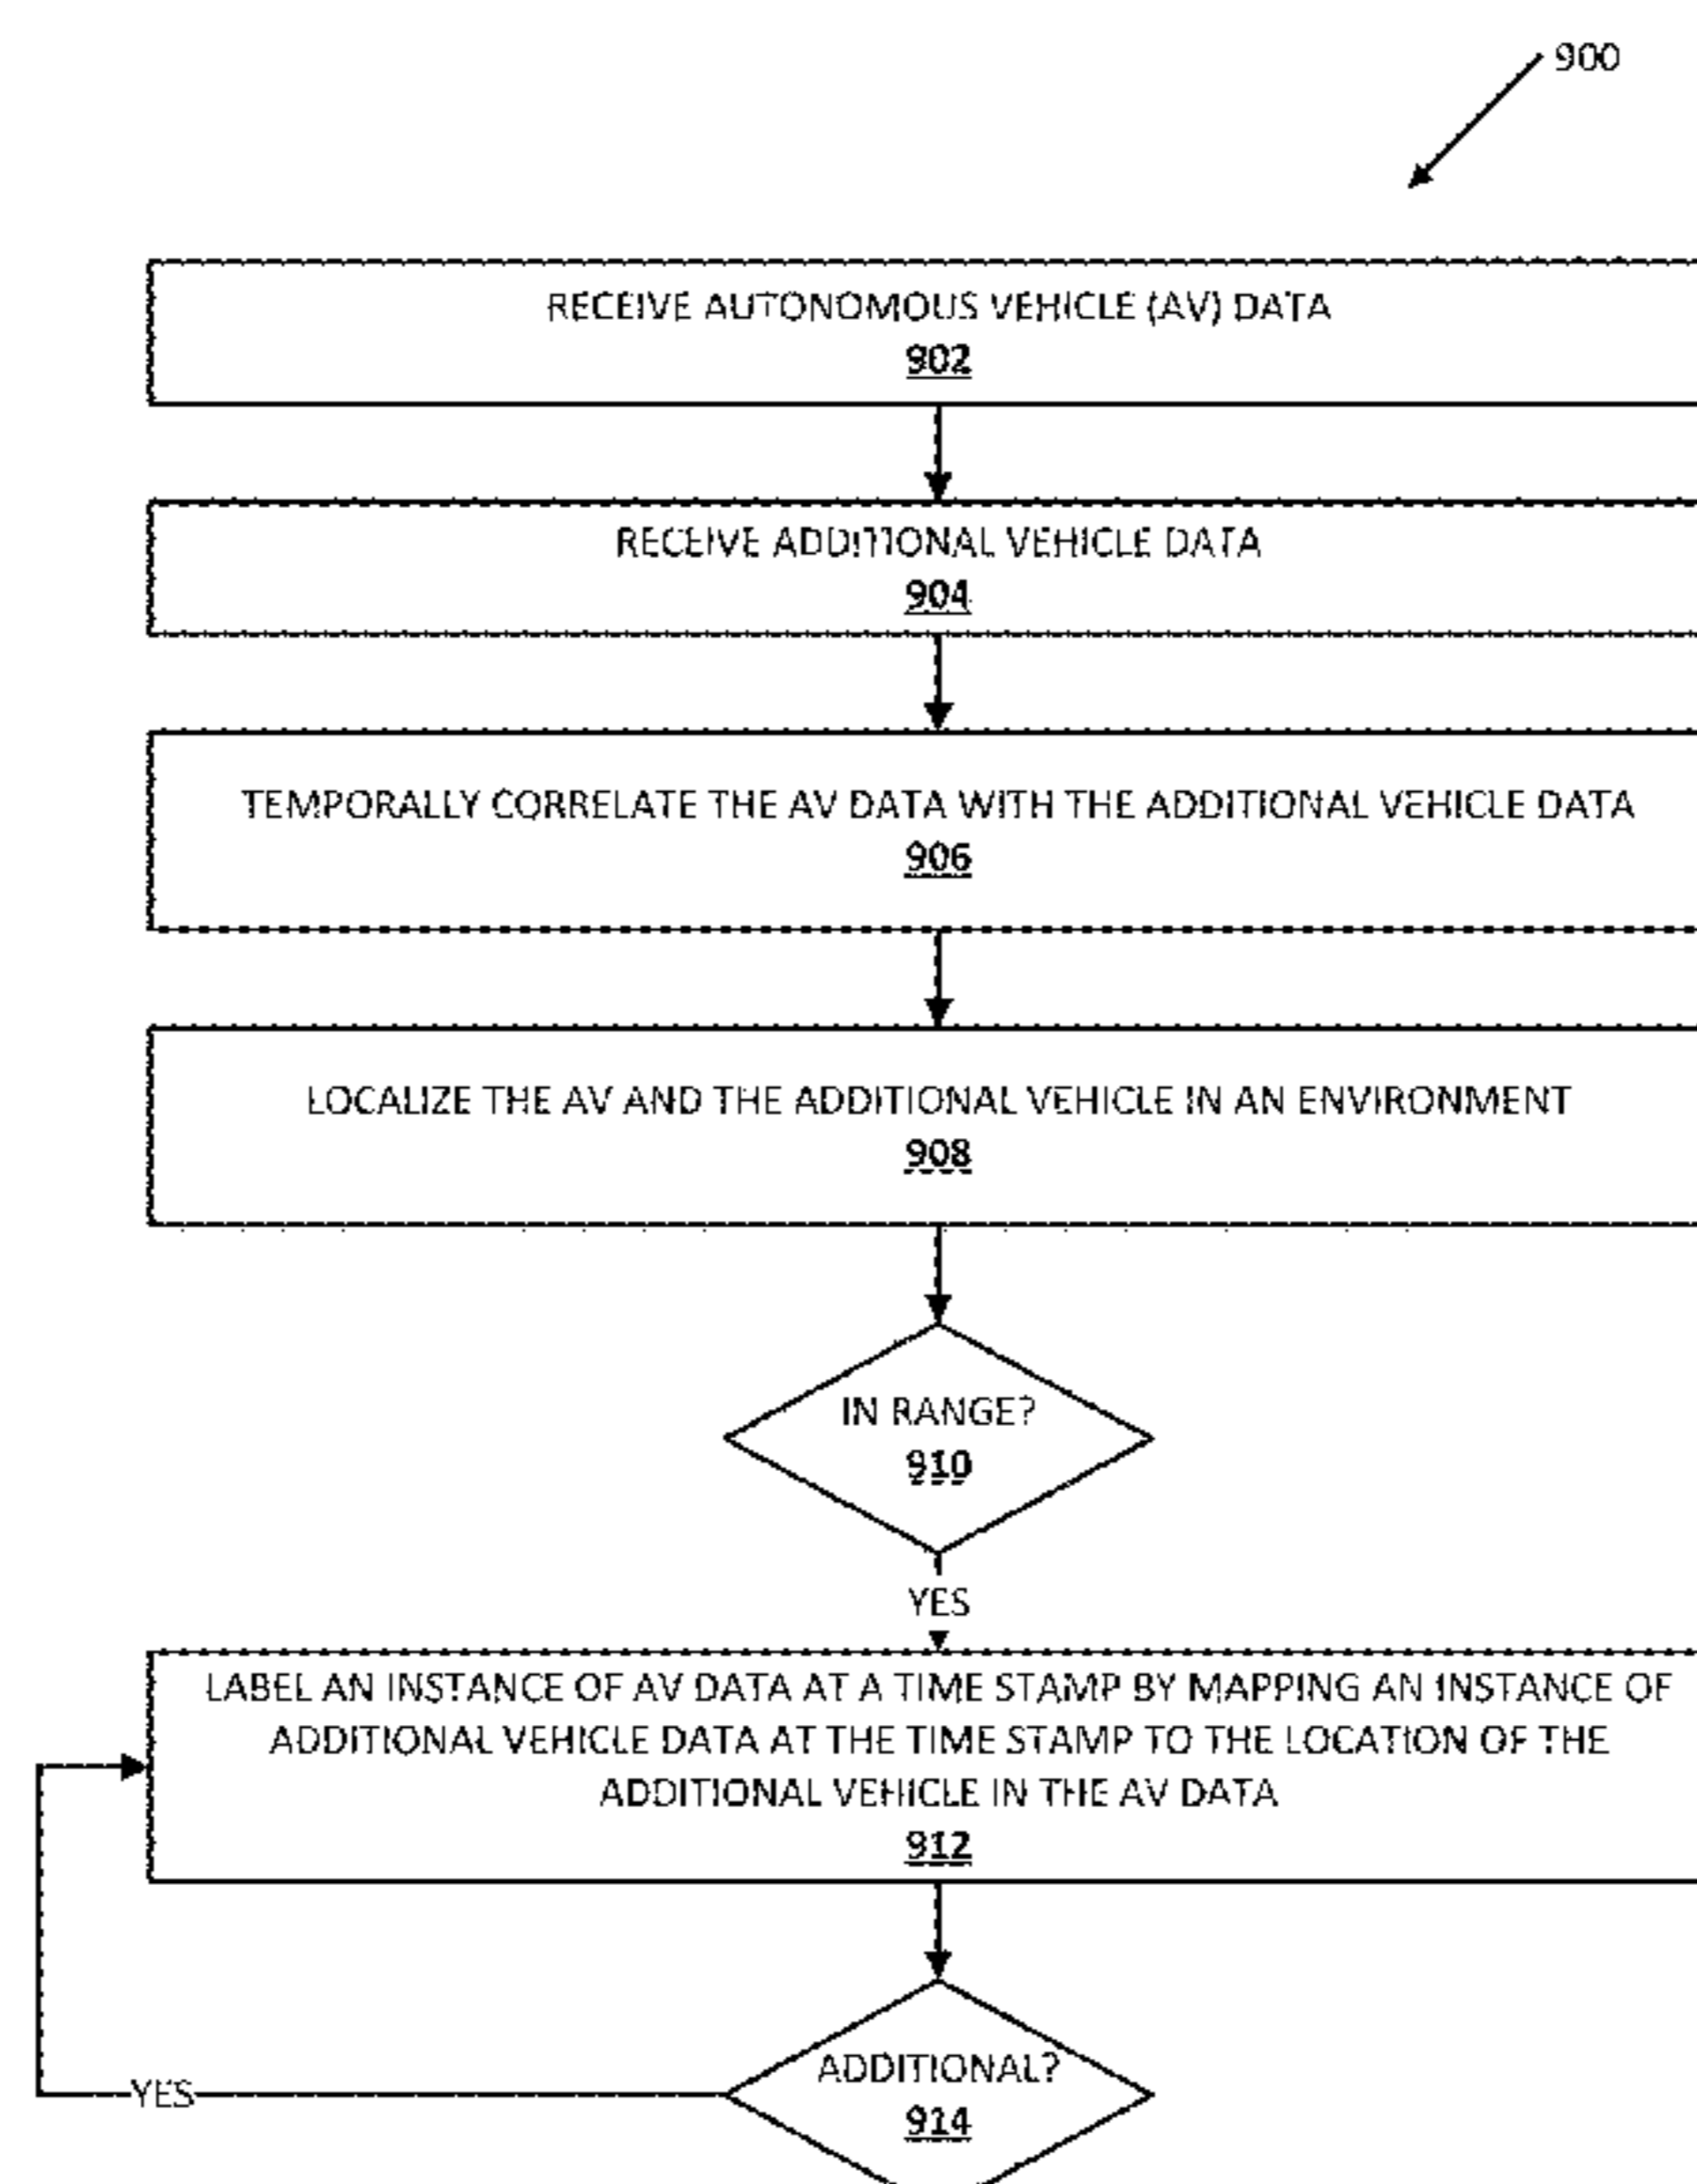 900
RECEIVE AUTONOMOUS VEHICLE (AV) DATA
902
RECEIVE ADDITIONAL VEHICLE DATA
904
TEMPORALLY CORRELATE THE AV DATA WITH THE ADDITIONAL VEHICLE DATA
906
LOCALIZE THE AV AND THE ADDITIONAL VEHICLE IN AN ENVIRONMENT
908
IN RANGE?
910
YES
LABEL AN INSTANCE OF AV DATA AT A TIME STAMP BY MAPPING AN INSTANCE OF
ADDITIONAL VEHICLE DATA AT THE TIME STAMP TO THE LOCATION OF THE
ADDITIONAL VEHICLE IN THE AV DATA
912
ADDITIONAL?
914
YES